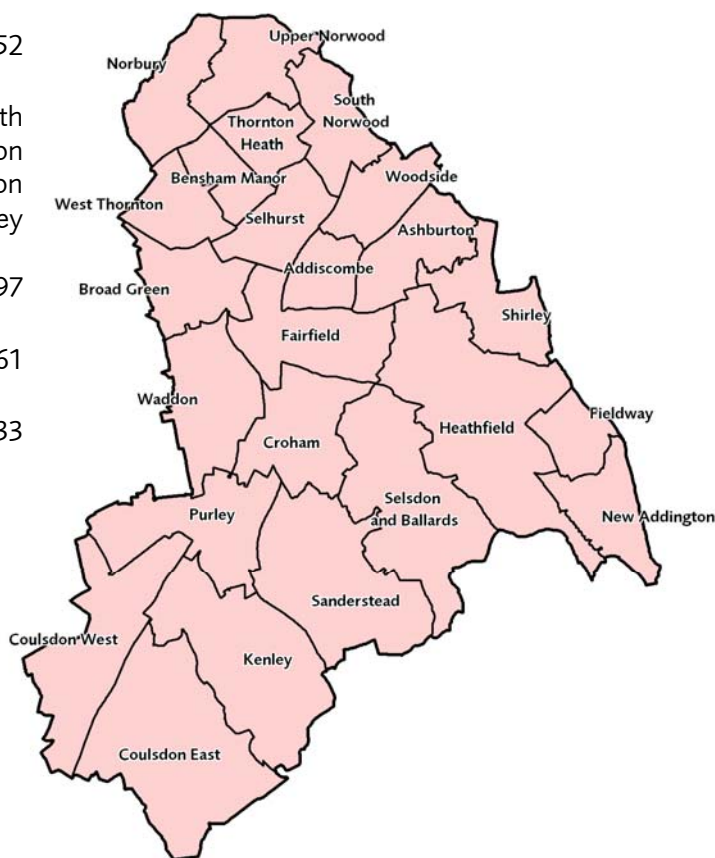 52
th
on
on
ey
97
61
33
Upper Norwood
Norbury
South
Norwood
Thornton
Heath
Bensham Manor
Woodside
West Thornton
Selhurst
Ashburton
Addiscombe
Broad Green
Shirley
Fairfield
Waddon
Fieldway
Croham
Heathfield
Selsdon
and Ballards
Purley
New Addington
Sanderstead
Coulsdon West
Kenley
Coulsdon East